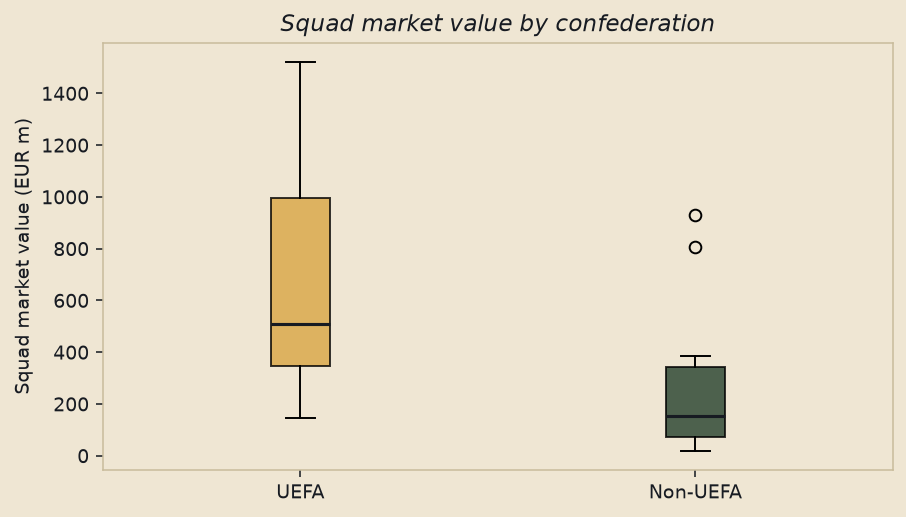 Squad market value by confederation
Squad market value (EUR m)
1400
1200
1000
800
600
400
200
0
UEFA
Non-UEFA